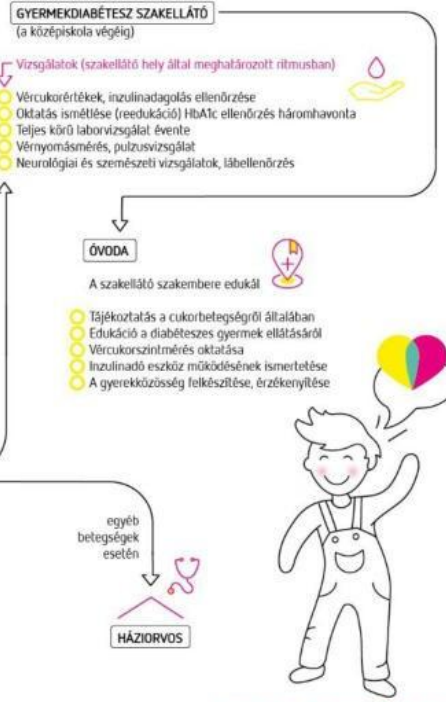 GYERMEKDIABÉTESZ SZAKELLÁTÓ
(a középiskola végéig)
Vizsgálatok (szakellátó hely által meghatározott ritmusban)
Vércukorértékek, inzulinadagolás ellenőrzése
Oktatás ismétlése (reedukáció) HbA1c ellenőrzés háromhavonta
Teljes körű laborvizsgálat évente
Vérnyomásmérés, pulzusvizsgálat
Neurológiai és szemészeti vizsgálatok, lábellenőrzés
ÓVODA
A szakellátó szakembere edukál
Tájékoztatás a cukorbetegségről általában
Edukáció a diabéteszes gyermek ellátásáról
Vércukorszintmérés oktatása
Inzulinadó eszköz működésének ismertetése
A gyerekközösség felkészítése, érzékenyítése
egyéb
betegségek
esetén
HÁZIORVOS